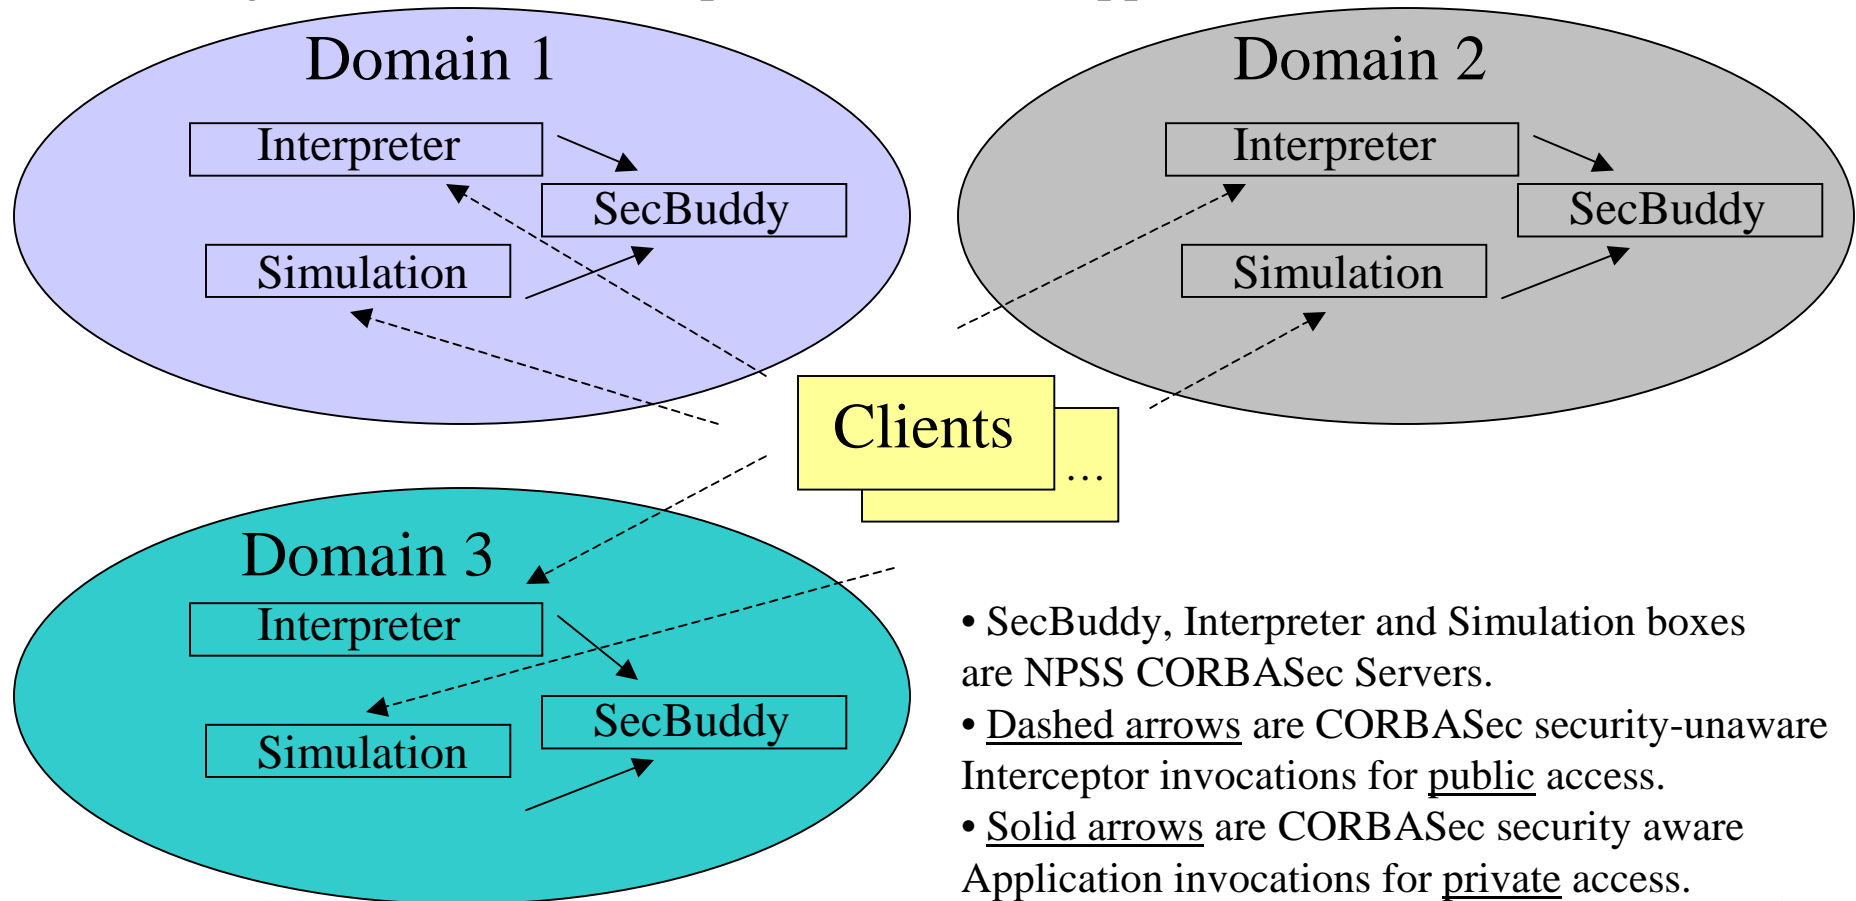 Domain 1
Interpreter
SecBuddy
Simulation
Domain 2
Interpreter
SecBuddy
Simulation
Clients
…
Domain 3
Interpreter
SecBuddy
Simulation
• SecBuddy, Interpreter and Simulation boxes
are NPSS CORBASec Servers.
• Dashed arrows are CORBASec security-unaware
Interceptor invocations for public access.
• Solid arrows are CORBASec security aware
Application invocations for private access.